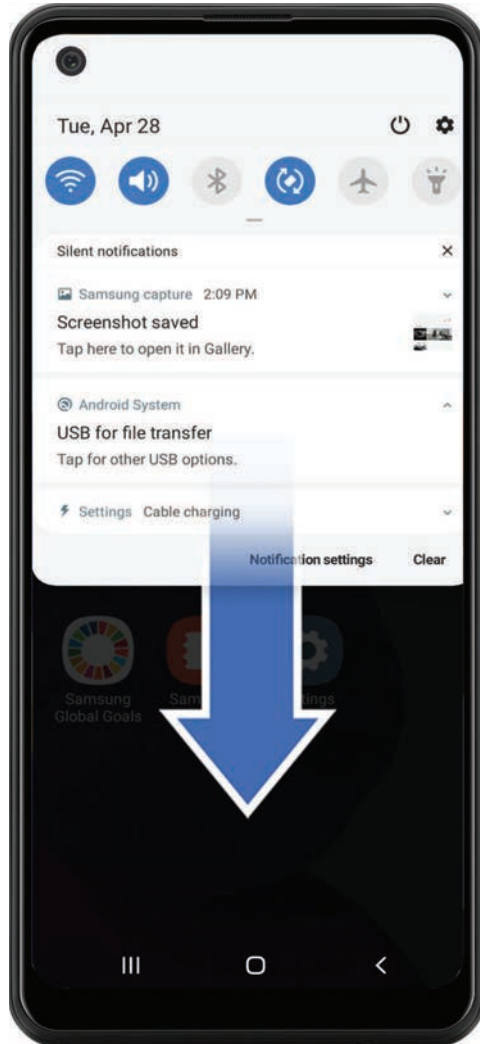 Tue, Apr 28
Silent notifications
Samsung capture 2:09 PM
Screenshot saved
Tap here to open it in Gallery.
Android System
USB for file transfer
Tap for other USB options.
Settings Cable charging
Notification settings Clear
Samsung Sam tings
Global Goals